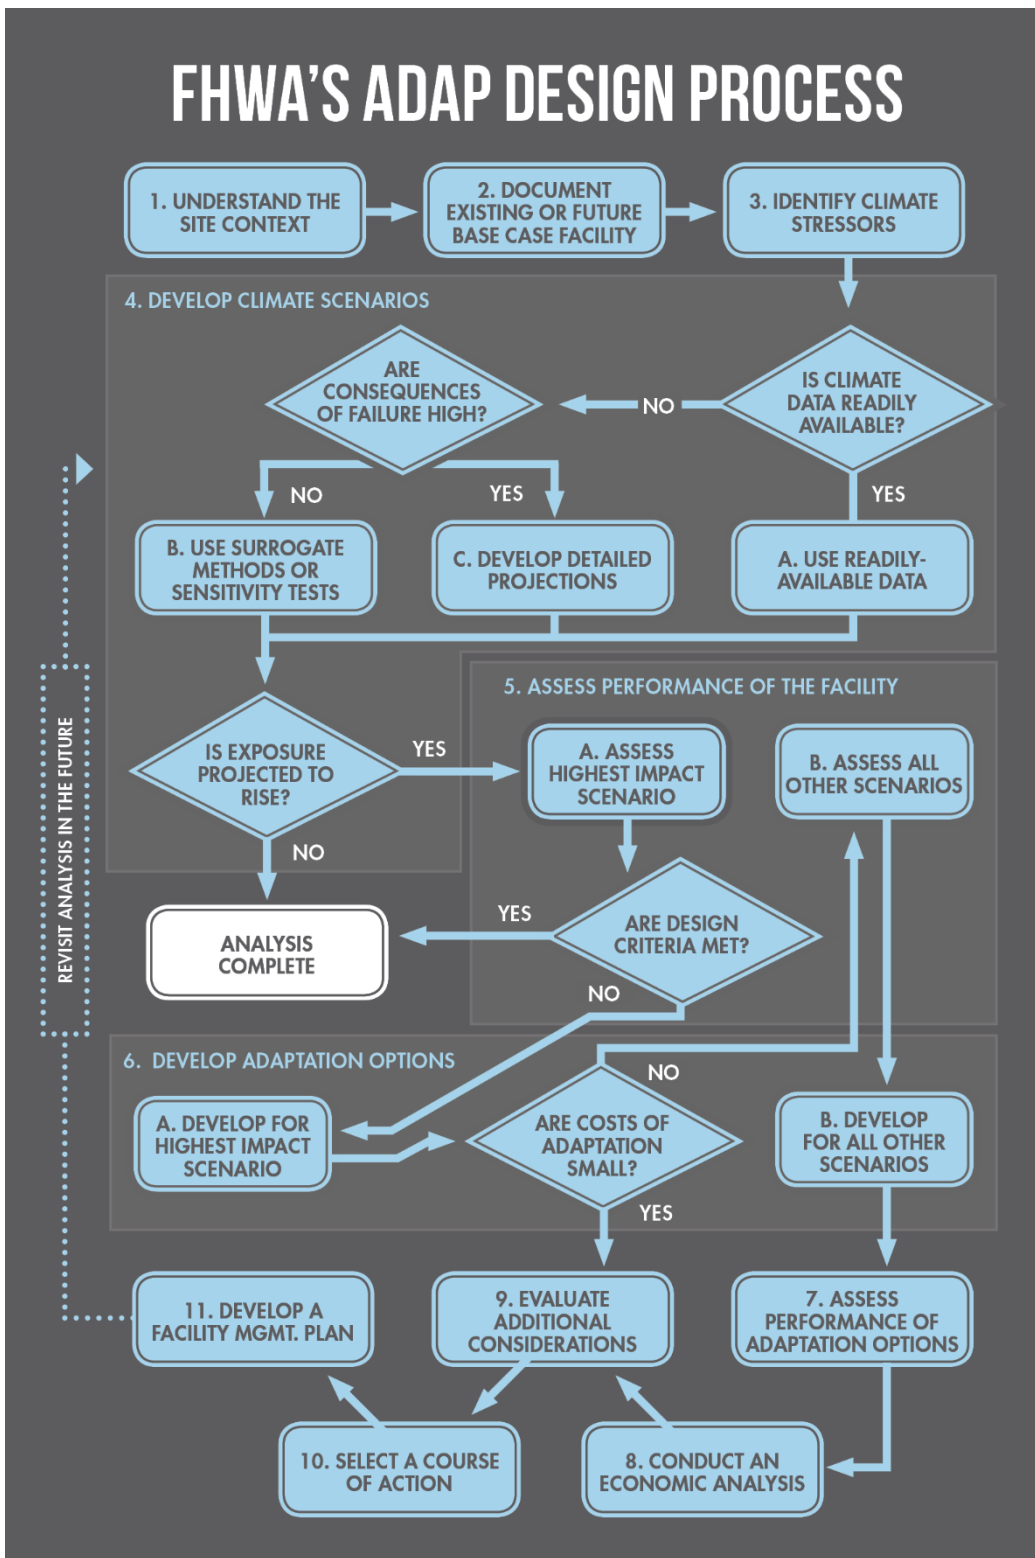 FHWA'S ADAP DESIGN PROCESS
1. UNDERSTAND THE
SITE CONTEXT
2. DOCUMENT
EXISTING OR FUTURE
BASE CASE FACILITY
3. IDENTIFY CLIMATE
STRESSORS
4. DEVELOP CLIMATE SCENARIOS
ARE
CONSEQUENCES
OF FAILURE HIGH?
NO
IS CLIMATE
DATA READILY
AVAILABLE?
NO
YES
YES
B. USE SURROGATE
METHODS OR
SENSITIVITY TESTS
C. DEVELOP DETAILED
PROJECTIONS
A. USE READILY-
AVAILABLE DATA
5. ASSESS PERFORMANCE OF THE FACILITY
IS EXPOSURE
PROJECTED TO
RISE?
YES
A. ASSESS
HIGHEST IMPACT
SCENARIO
B. ASSESS ALL
OTHER SCENARIOS
NO
ANALYSIS
COMPLETE
YES
ARE DESIGN
CRITERIA MET?
NO
REVISIT ANALYSIS IN THE FUTURE
6. DEVELOP ADAPTATION OPTIONS
NO
A. DEVELOP FOR
HIGHEST IMPACT
SCENARIO
ARE COSTS OF
ADAPTATION
SMALL?
B. DEVELOP
FOR ALL OTHER
SCENARIOS
YES
11. DEVELOP A
FACILITY MGMT. PLAN
9. EVALUATE
ADDITIONAL
CONSIDERATIONS
7. ASSESS
PERFORMANCE OF
ADAPTATION OPTIONS
10. SELECT A COURSE
OF ACTION
8. CONDUCT AN
ECONOMIC ANALYSIS